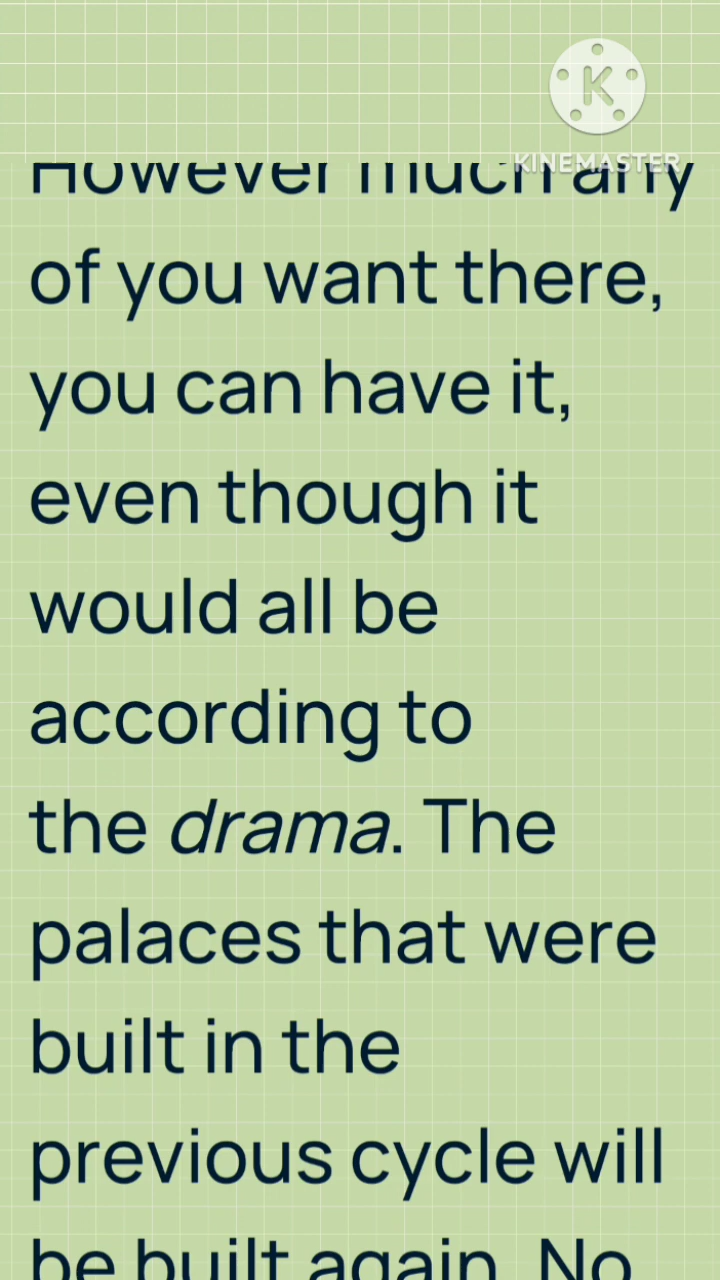 KINEMASTER
However much any
of you want there,
you can have it,
even though it
would all be
according to
the drama. The
palaces that were
built in the
previous cycle will
be built again. No